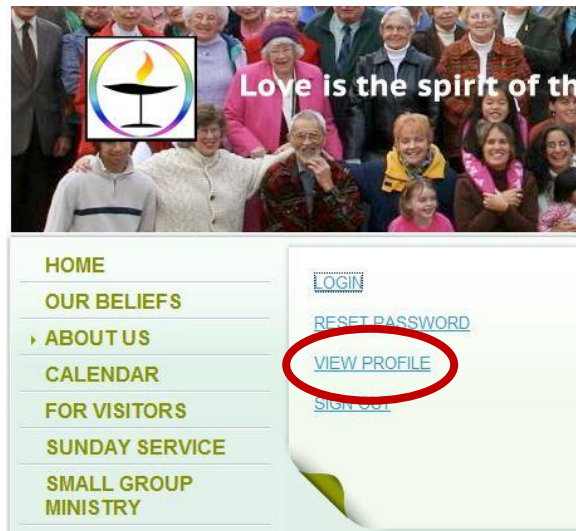 Love is the spirit of th
HOME
OUR BELIEFS
ABOUT US
CALENDAR
FOR VISITORS
SUNDAY SERVICE
SMALL GROUP
MINISTRY
LOGIN
RESET PASSWORD
VIEW PROFILE
SIGN OUT